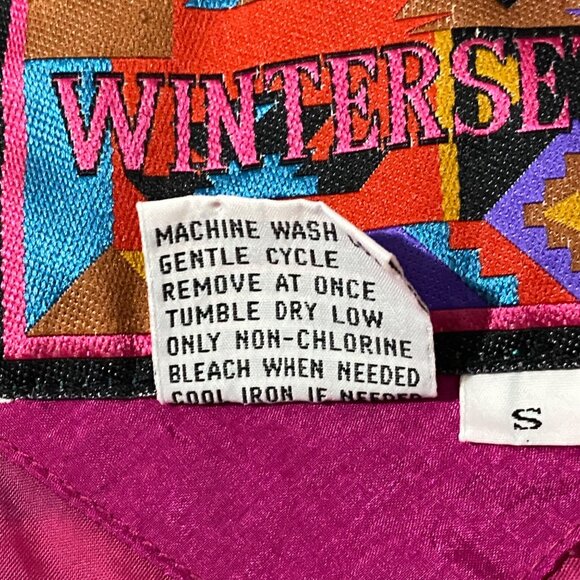 WINTERSE
MACHINE WASH
GENTLE CYCLE
REMOVE AT ONCE
TUMBLE DRY LOW
ONLY NON-CHLORINE
BLEACH WHEN NEEDED
COOL IRON IF NEEDED
S